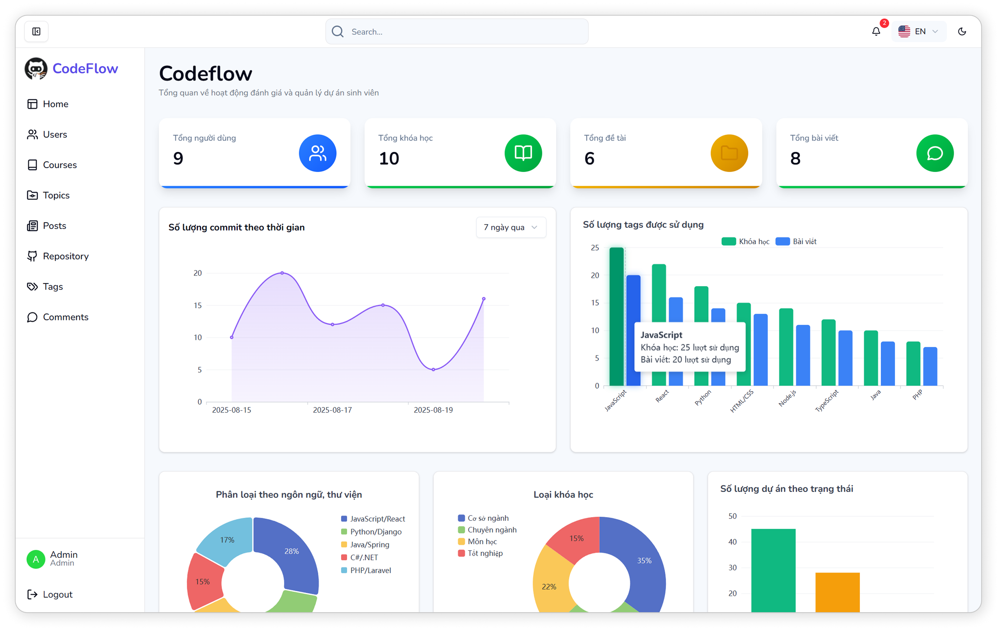 Search...
2
EN
CodeFlow
Home
Users
Courses
Topics
Posts
Repository
Tags
Comments
A
Admin
Admin
Logout
Codeflow
Tổng quan về hoạt động đánh giá và quản lý dự án sinh viên
Tổng người dùng
9
Tổng khóa học
10
Tổng đề tài
6
Tổng bài viết
8
Số lượng commit theo thời gian
7 ngày qua
20
15
10
5
0
2025-08-15
2025-08-17
2025-08-19
Số lượng tags được sử dụng
Khóa học
Bài viết
25
20
15
10
5
0
JavaScript
Khóa học: 25 lượt sử dụng
Bài viết: 20 lượt sử dụng
JavaScript
React
Python
HTML/CSS
Node.js
TypeScript
Java
PHP
Phân loại theo ngôn ngữ, thư viện
JavaScript/React
Python/Django
Java/Spring
C#/.NET
PHP/Laravel
17%
28%
15%
Loại khóa học
Cơ sở ngành
Chuyên ngành
Môn học
Tốt nghiệp
15%
35%
22%
Số lượng dự án theo trạng thái
50
40
30
20